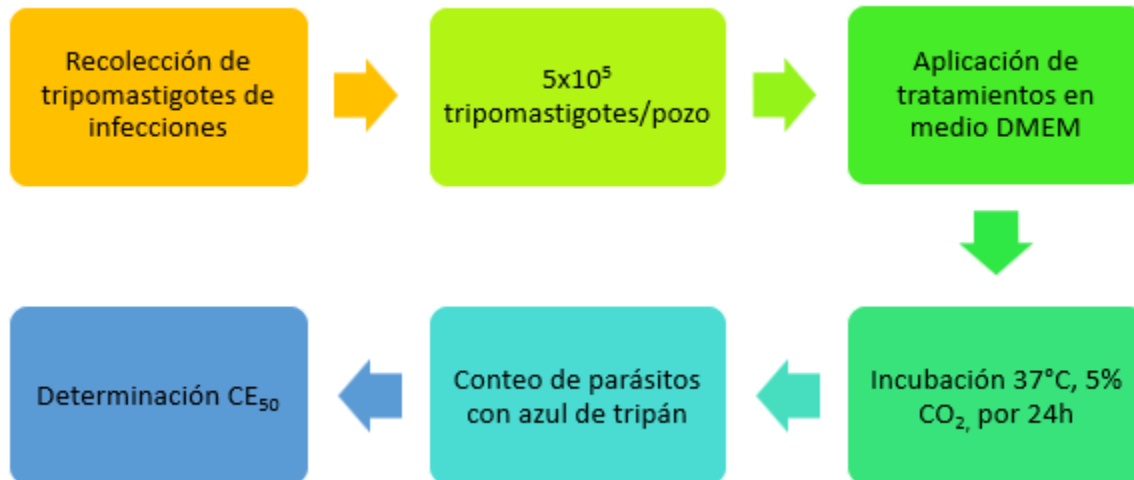 Recolección de
tripomastigotes de
infecciones
5x10⁵
tripomastigotes/pozo
Aplicación de
tratamientos en
medio DMEM
Incubación 37°C, 5%
CO₂, por 24h
Conteo de parásitos
con azul de tripán
Determinación CE₅₀